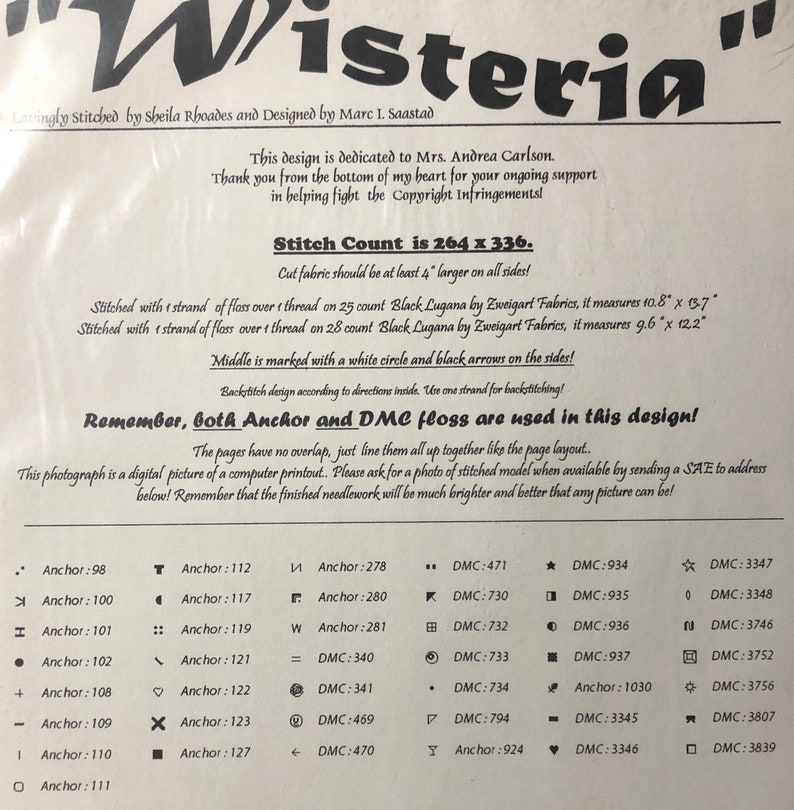 "Wisteria"
Lovingly Stitched by Sheila Rhoades and Designed by Marc I. Saastad
This design is dedicated to Mrs. Andrea Carlson.
Thank you from the bottom of my heart for your ongoing support
in helping fight the Copyright Infringements!
Stitch Count is 264 x 336.
Cut fabric should be at least 4" larger on all sides!
Stitched with 1 strand of floss over 1 thread on 25 count Black Lugana by Zweigart Fabrics, it measures 10.8" x 13.7"
Stitched with 1 strand of floss over 1 thread on 28 count Black Lugana by Zweigart Fabrics, it measures 9.6 "x 12.2"
Middle is marked with a white circle and black arrows on the sides!
Backstitch design according to directions inside. Use one strand for backstitching!
Remember, both Anchor and DMC floss are used in this design!
The pages have no overlap, just line them all up together like the page layout..
This photograph is a digital picture of a computer printout.. Please ask for a photo of stitched model when available by sending a SAE to address
below! Remember that the finished needlework will be much brighter and better that any picture can be!
Anchor:98 Anchor:112 Anchor:278 DMC:471 DMC:934 DMC:3347
Anchor:100 Anchor:117 Anchor:280 DMC:730 DMC:935 DMC:3348
Anchor:101 Anchor:119 Anchor:281 DMC:732 DMC:936 DMC:3746
Anchor:102 Anchor:121 DMC:340 DMC:733 DMC:937 DMC:3752
Anchor:108 Anchor:122 DMC:341 DMC:734 Anchor:1030 DMC:3756
Anchor:109 Anchor:123 DMC:469 DMC:794 DMC:3345 DMC:3807
Anchor:110 Anchor:127 DMC:470 Anchor:924 DMC:3346 DMC:3839
Anchor:111